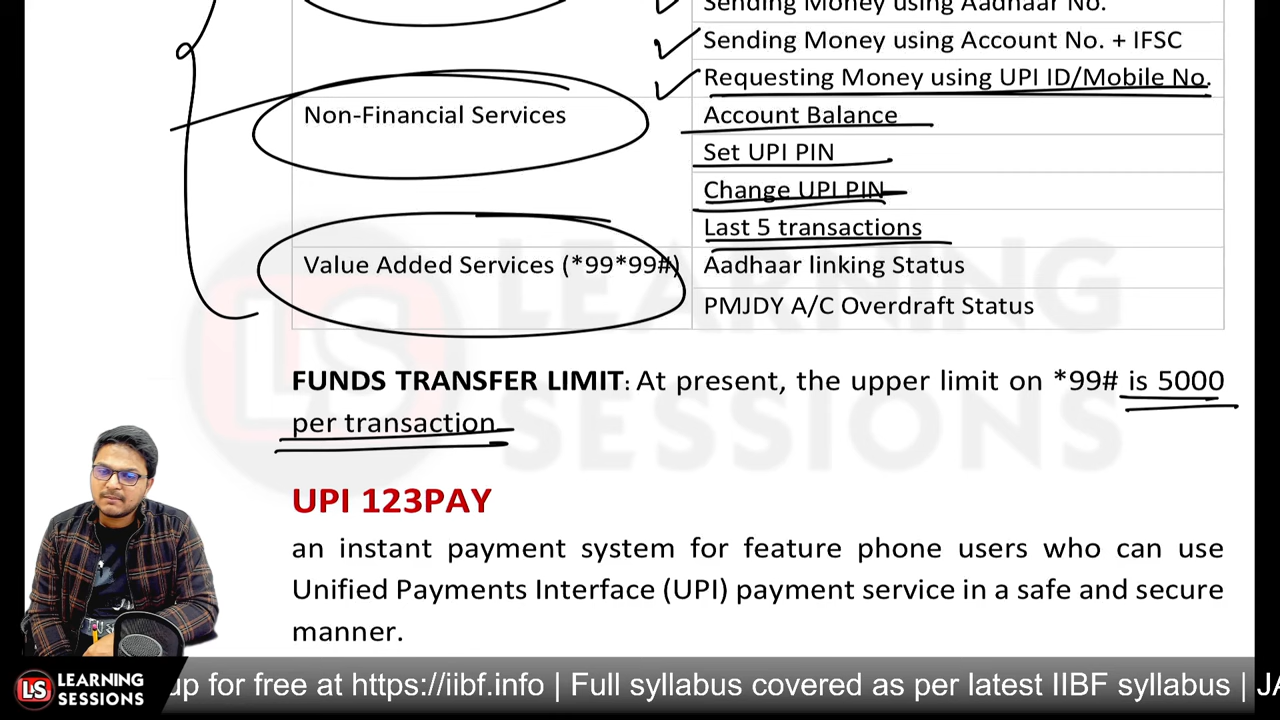 Sending Money using Aadhaar No.
Sending Money using Account No. + IFSC
Requesting Money using UPI ID/Mobile No.
Non-Financial Services
Account Balance
Set UPI PIN
Change UPI PIN
Last 5 transactions
Value Added Services (*99*99#)
Aadhaar linking Status
PMJDY A/C Overdraft Status
LEARNING
SESSIONS
FUNDS TRANSFER LIMIT: At present, the upper limit on *99# is 5000
per transaction
UPI 123PAY
an instant payment system for feature phone users who can use
Unified Payments Interface (UPI) payment service in a safe and secure
manner.
LS LEARNING
SESSIONS
up for free at https://iibf.info | Full syllabus covered as per latest IIBF syllabus | JA